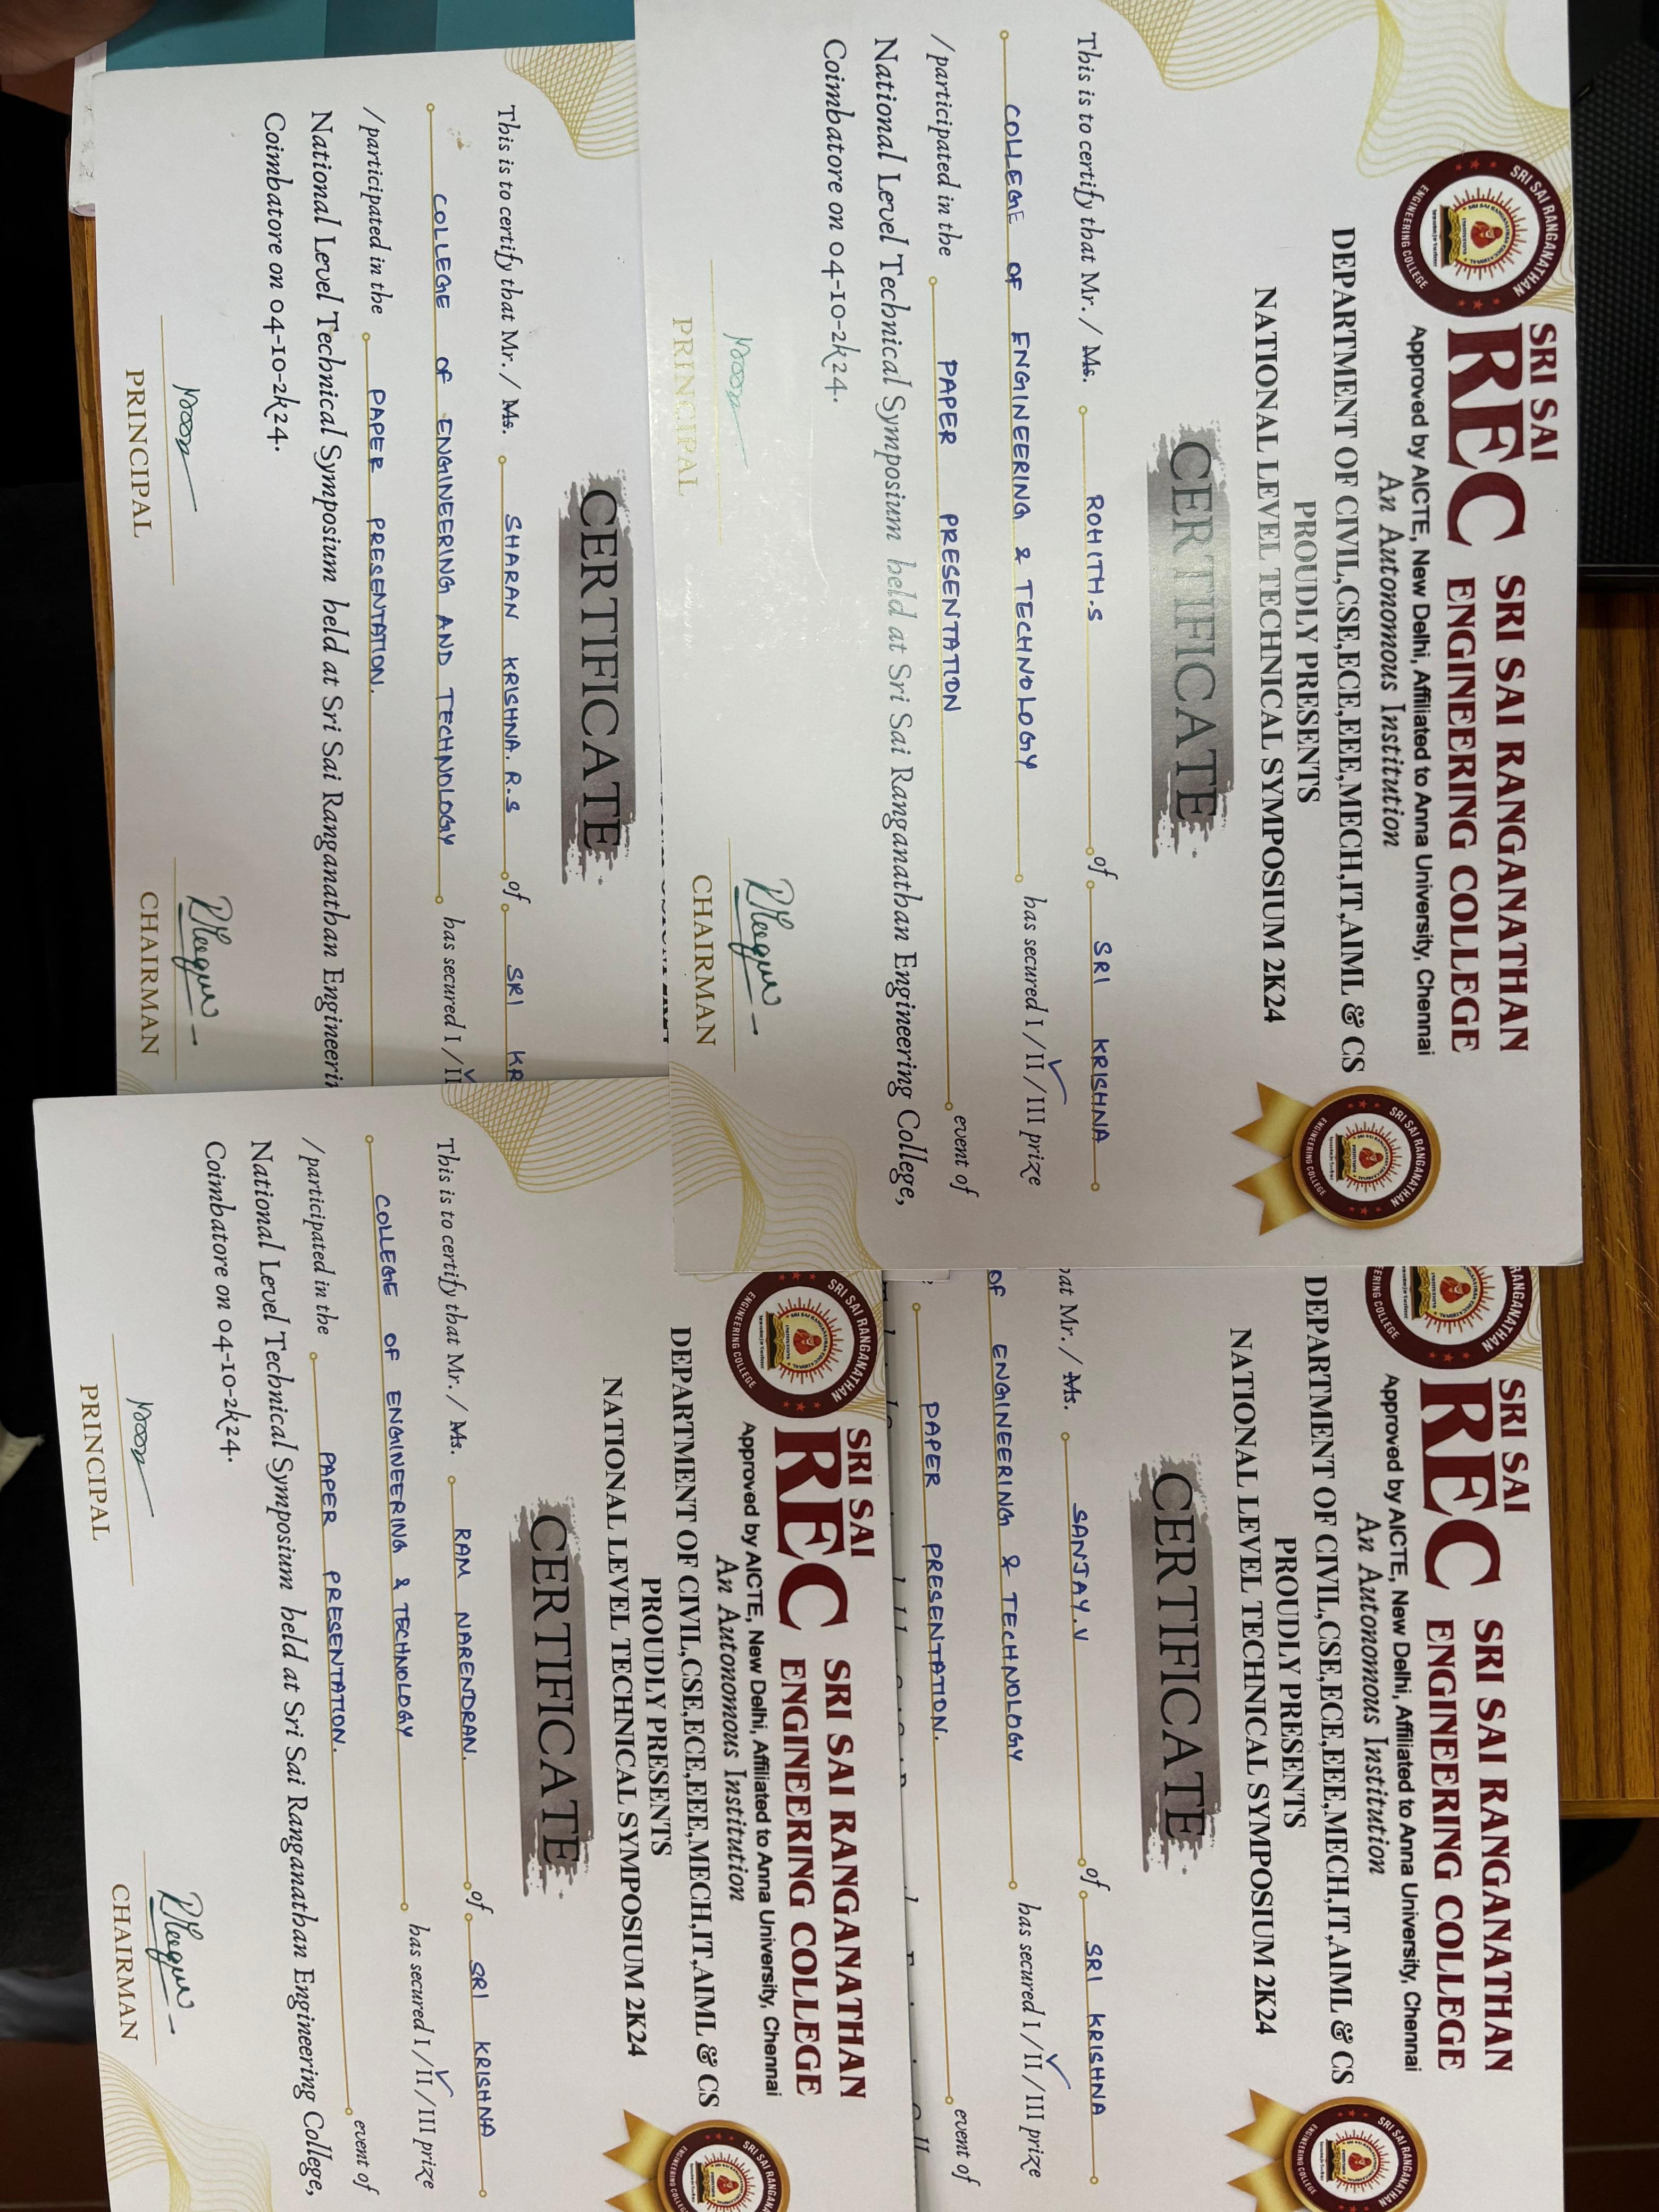 SRI SAI RANGANATHAN
ENGINEERING COLLEGE
SRI SAI
REC
SRI SAI RANGANATHAN
ENGINEERING COLLEGE
Approved by AICTE, New Delhi, Affiliated to Anna University, Chennai
An Autonomous Institution
DEPARTMENT OF CIVIL,CSE,ECE,EEE,MECH,IT,AIML & CS
PROUDLY PRESENTS
NATIONAL LEVEL TECHNICAL SYMPOSIUM 2K24
SRI SAI RANGANATHAN
ENGINEERING COLLEGE
CERTIFICATE
This is to certify that Mr. / Ms. ROHITH.S of SRI KRISHNA
COLLEGE OF ENGINEERING & TECHNOLOGY has secured I / II / III prize
/ participated in the PAPER PRESENTATION event of
National Level Technical Symposium held at Sri Sai Ranganathan Engineering College,
Coimbatore on 04-10-2k24.
PRINCIPAL
CHAIRMAN
RANGANATHAN
SRI SAI
REC
SRI SAI RANGANATHAN
ENGINEERING COLLEGE
Approved by AICTE, New Delhi, Affiliated to Anna University, Chennai
An Autonomous Institution
DEPARTMENT OF CIVIL,CSE,ECE,EEE,MECH,IT,AIML & CS
PROUDLY PRESENTS
NATIONAL LEVEL TECHNICAL SYMPOSIUM 2K24
SRI SAI RANGANATHAN
ENGINEERING COLLEGE
CERTIFICATE
at Mr. / Ms. SANJAY.V of SRI KRISHNA
OF ENGINEERING & TECHNOLOGY has secured I / II / III prize
PAPER PRESENTATION. event of
CERTIFICATE
This is to certify that Mr. / Ms. SHARAN KRISHNA. R.S of SRI KR
COLLEGE OF ENGINEERING AND TECHNOLOGY has secured I / II
/ participated in the PAPER PRESENTATION.
National Level Technical Symposium held at Sri Sai Ranganathan Engineerin
Coimbatore on 04-10-2k24.
PRINCIPAL
CHAIRMAN
SRI SAI RANGANATHAN
ENGINEERING COLLEGE
SRI SAI
REC
SRI SAI RANGANATHAN
ENGINEERING COLLEGE
Approved by AICTE, New Delhi, Affiliated to Anna University, Chennai
An Autonomous Institution
DEPARTMENT OF CIVIL,CSE,ECE,EEE,MECH,IT,AIML & CS
PROUDLY PRESENTS
NATIONAL LEVEL TECHNICAL SYMPOSIUM 2K24
SRI SAI RANGANATHAN
CERTIFICATE
This is to certify that Mr. / Ms. RAM NARENDRAN. of SRI KRISHNA
COLLEGE OF ENGINEERING & TECHNOLOGY has secured I / II / III prize
/ participated in the PAPER PRESENTATION. event of
National Level Technical Symposium held at Sri Sai Ranganathan Engineering College,
Coimbatore on 04-10-2k24.
PRINCIPAL
CHAIRMAN